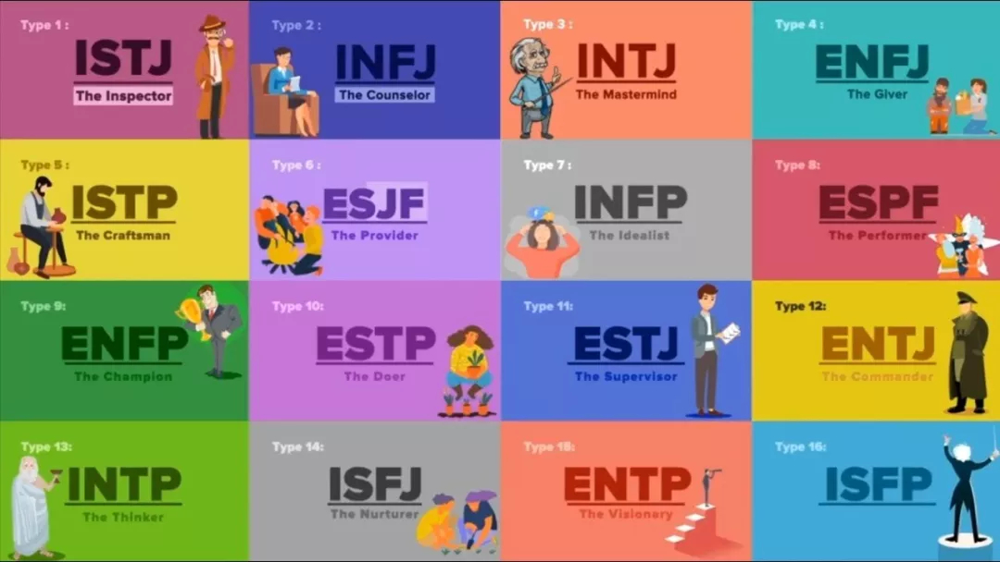 Type 1 :
ISTJ
The Inspector
Type 2 :
INFJ
The Counselor
Type 3 :
INTJ
The Mastermind
Type 4 :
ENFJ
The Giver
Type 5 :
ISTP
The Craftsman
Type 6 :
ESJF
The Provider
Type 7 :
INFP
The Idealist
Type 8:
ESPF
The Performer
Type 9:
ENFP
The Champion
Type 10:
ESTP
The Doer
Type 11:
ESTJ
The Supervisor
Type 12:
ENTJ
The Commander
Type 13:
INTP
The Thinker
Type 14:
ISFJ
The Nurturer
Type 15:
ENTP
The Visionary
Type 16:
ISFP